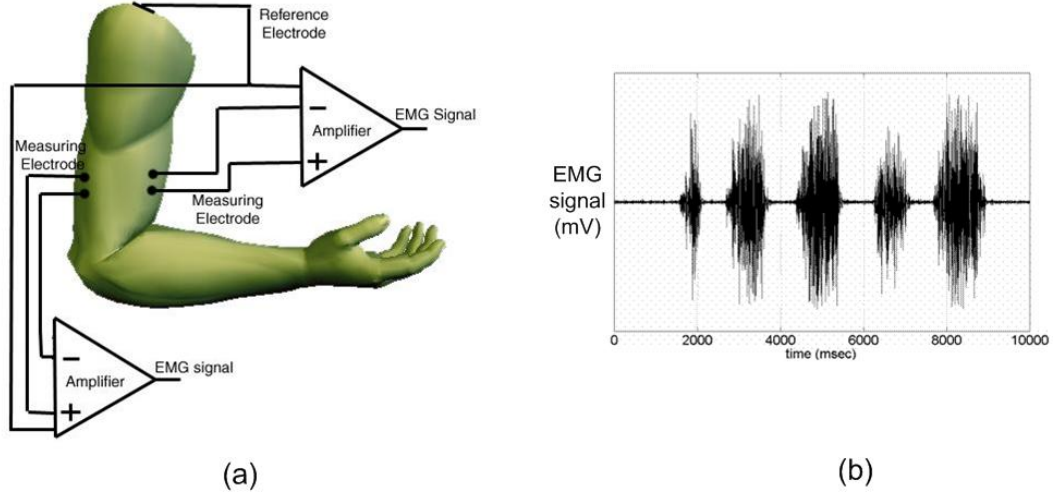 Reference
Electrode
−
Amplifier
+
EMG Signal
Measuring
Electrode
Measuring
Electrode
−
Amplifier
+
EMG signal
(a)
EMG
signal
(mV)
0 2000 4000 6000 8000 10000
time (msec)
(b)